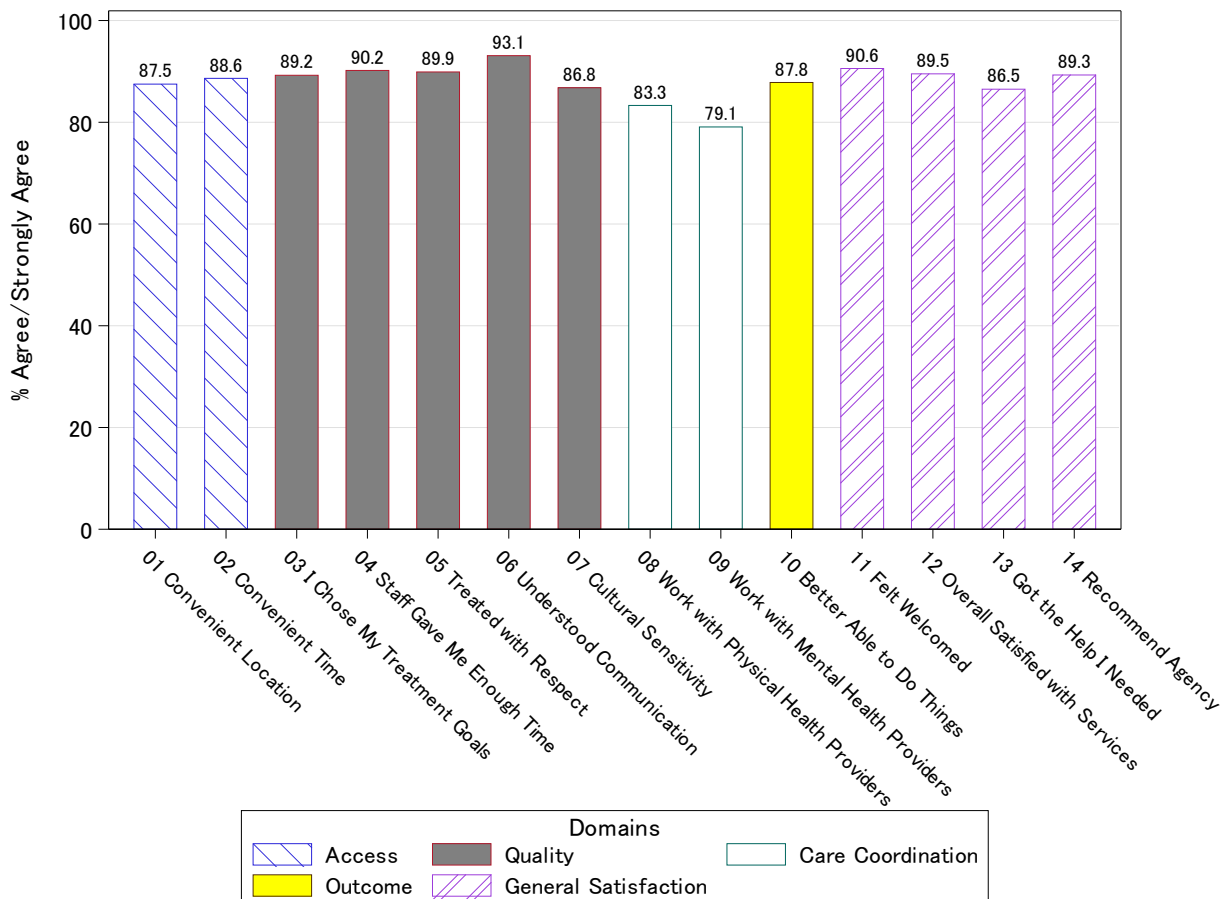 100
80
60
40
20
0
% Agree/Strongly Agree
87.5
88.6
89.2
90.2
89.9
93.1
86.8
83.3
79.1
87.8
90.6
89.5
86.5
89.3
01 Convenient Location
02 Convenient Time
03 I Chose My Treatment Goals
04 Staff Gave Me Enough Time
05 Treated with Respect
06 Understood Communication
07 Cultural Sensitivity
08 Work with Physical Health Providers
09 Work with Mental Health Providers
10 Better Able to Do Things
11 Felt Welcomed
12 Overall Satisfied with Services
13 Got the Help I Needed
14 Recommend Agency
Domains
Access Quality Care Coordination
Outcome General Satisfaction